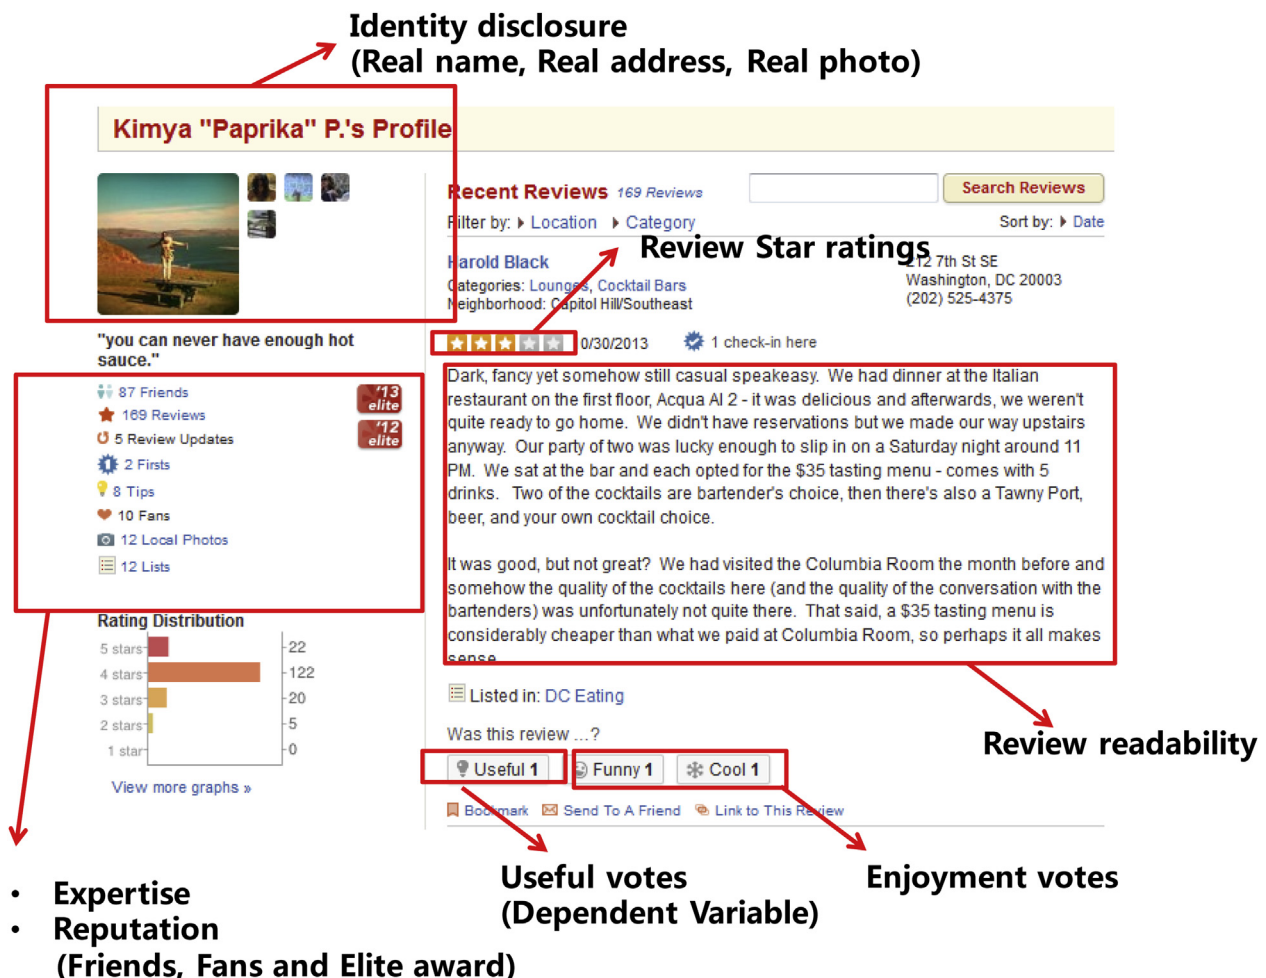 Identity disclosure
(Real name, Real address, Real photo)
Kimya "Paprika" P.'s Profile
Recent Reviews 169 Reviews
Search Reviews
Filter by: Location Category
Sort by: Date
Review Star ratings
Harold Black
Categories: Lounges, Cocktail Bars
Neighborhood: Capitol Hill/Southeast
212 7th St SE
Washington, DC 20003
(202) 525-4375
"you can never have enough hot
sauce."
0/30/2013
1 check-in here
87 Friends
169 Reviews
5 Review Updates
1 2 Firsts
8 Tips
10 Fans
12 Local Photos
12 Lists
'13
elite
'12
elite
Dark, fancy yet somehow still casual speakeasy. We had dinner at the Italian
restaurant on the first floor, Acqua Al 2 - it was delicious and afterwards, we weren't
quite ready to go home. We didn't have reservations but we made our way upstairs
anyway. Our party of two was lucky enough to slip in on a Saturday night around 11
PM. We sat at the bar and each opted for the $35 tasting menu - comes with 5
drinks. Two of the cocktails are bartender's choice, then there's also a Tawny Port,
beer, and your own cocktail choice.
It was good, but not great? We had visited the Columbia Room the month before and
somehow the quality of the cocktails here (and the quality of the conversation with the
bartenders) was unfortunately not quite there. That said, a $35 tasting menu is
considerably cheaper than what we paid at Columbia Room, so perhaps it all makes
sense.
Rating Distribution
5 stars 22
4 stars 122
3 stars 20
2 stars 5
1 star 0
View more graphs »
Listed in: DC Eating
Was this review ...?
Useful 1
Funny 1
Cool 1
Bookmark
Send To A Friend
Link to This Review
Review readability
Useful votes
(Dependent Variable)
Enjoyment votes
• Expertise
• Reputation
(Friends, Fans and Elite award)